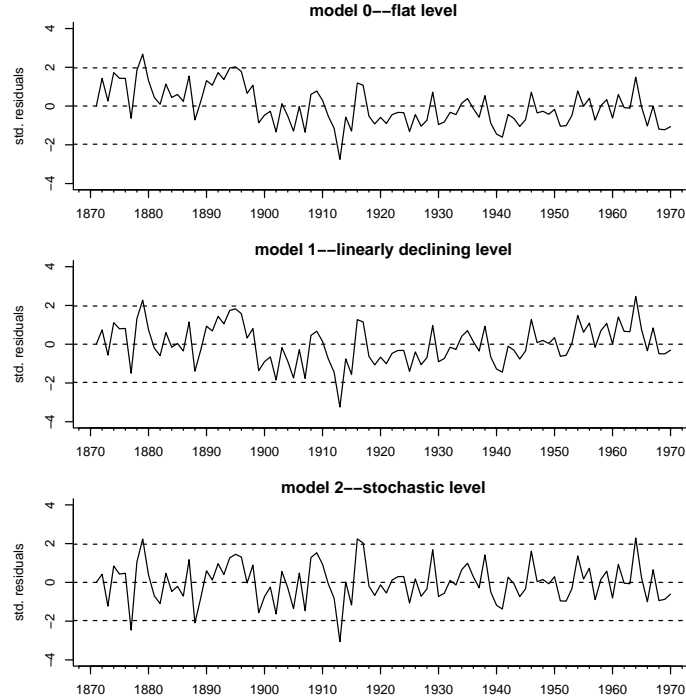 model 0−−flat level
4
2
0
−2
−4
std. residuals
1870 1880 1890 1900 1910 1920 1930 1940 1950 1960 1970
model 1−−linearly declining level
4
2
0
−2
−4
std. residuals
1870 1880 1890 1900 1910 1920 1930 1940 1950 1960 1970
model 2−−stochastic level
4
2
0
−2
−4
std. residuals
1870 1880 1890 1900 1910 1920 1930 1940 1950 1960 1970